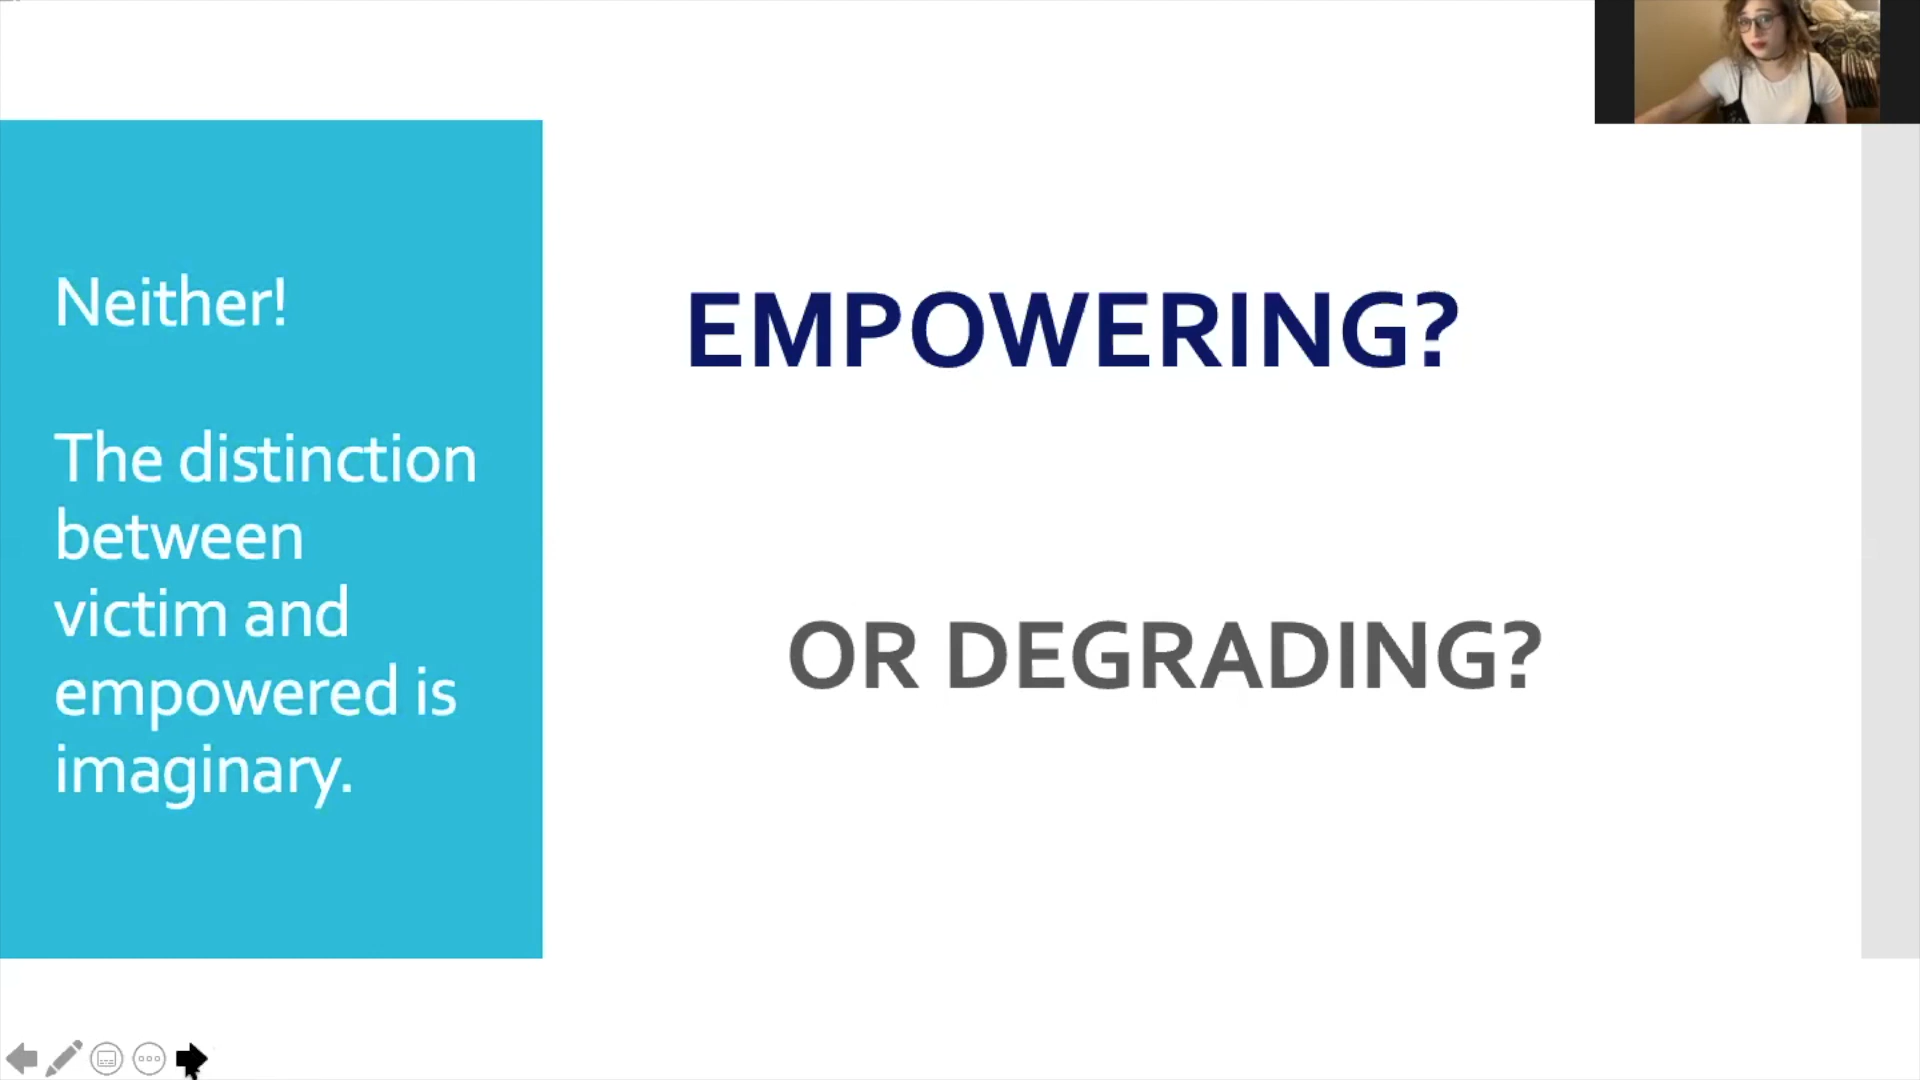 Neither!
The distinction
between
victim and
empowered is
imaginary.
EMPOWERING?
OR DEGRADING?